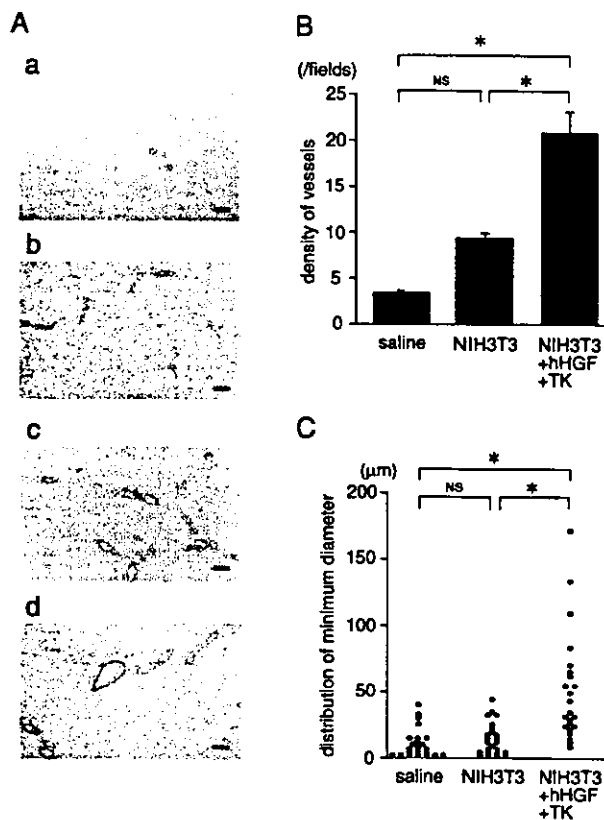 A
a
b
c
d
B
(/fields)
*
NS
*
25
20
15
10
5
0
density of vessels
saline
NIH3T3
NIH3T3
+hHGF
+TK
C
(μm)
*
NS
*
200
150
100
50
0
distribution of minimum diameter
saline
NIH3T3
NIH3T3
+hHGF
+TK